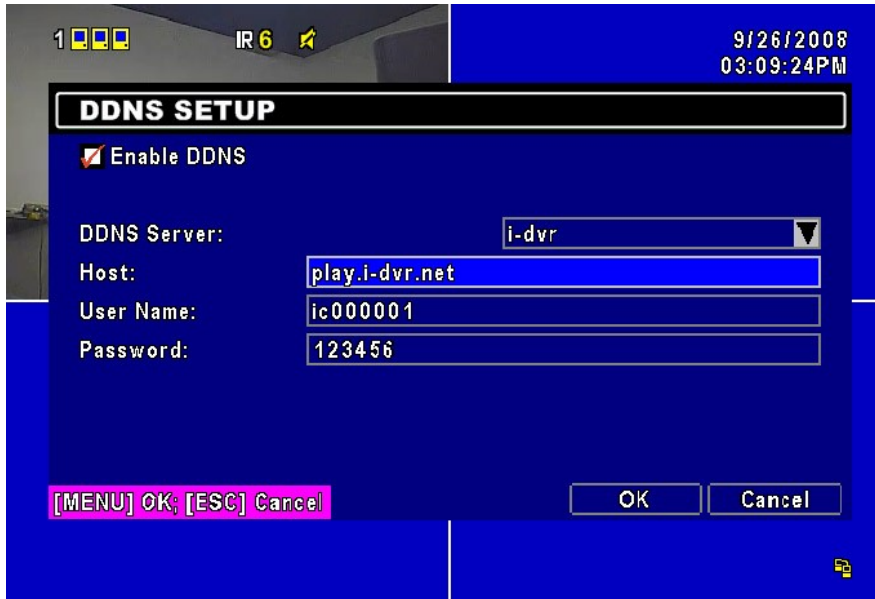 1 IR 6 9/26/2008
03:09:24PM
DDNS SETUP
Enable DDNS
DDNS Server: i-dvr
Host: play.i-dvr.net
User Name: ic000001
Password: 123456
[MENU] OK; [ESC] Cancel OK Cancel